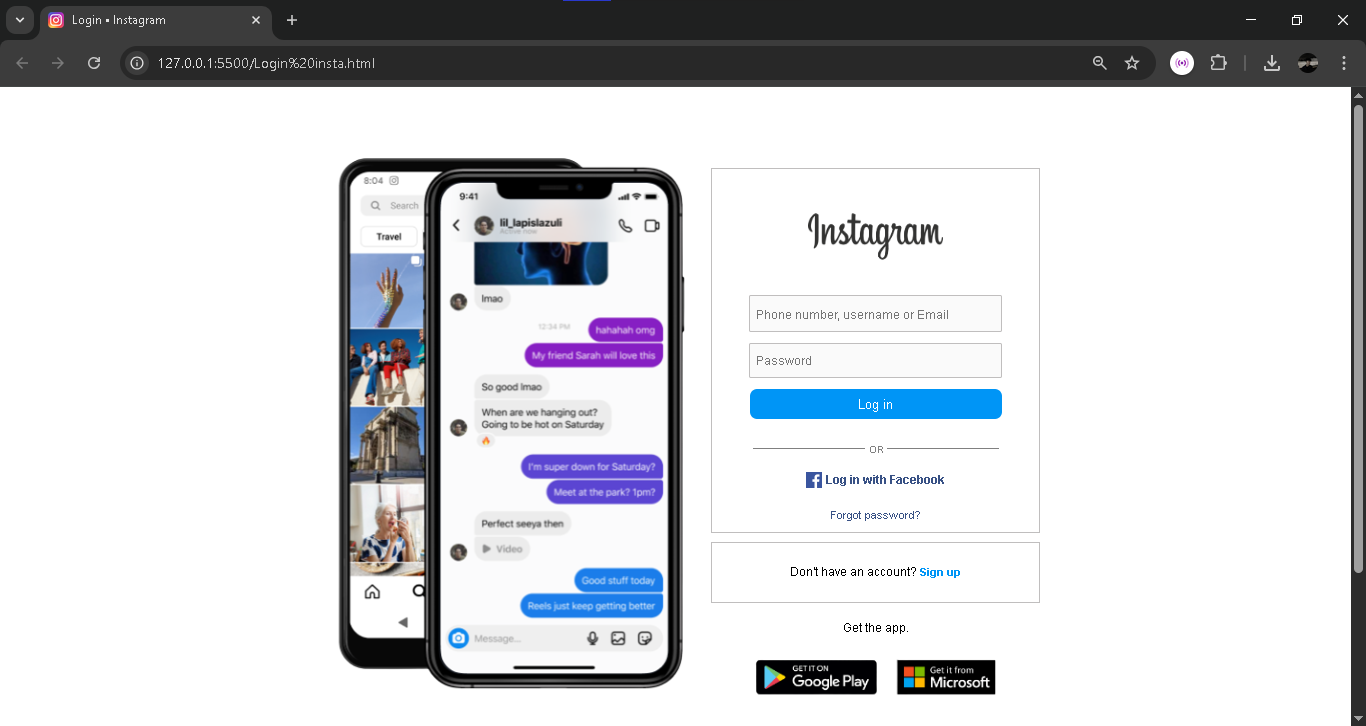 Login • Instagram
127.0.0.1:5500/Login%20insta.html
8:04
Search
Travel
9:41
lil_lapislazuli
Active now
lmao
12:34 PM
hahahah omg
My friend Sarah will love this
So good lmao
When are we hanging out?
Going to be hot on Saturday
I'm super down for Saturday?
Meet at the park? 1pm?
Perfect seeya then
Video
Good stuff today
Reels just keep getting better
Message...
Instagram
Phone number, username or Email
Password
Log in
OR
Log in with Facebook
Forgot password?
Don't have an account? Sign up
Get the app.
GET IT ON
Google Play
Get it from
Microsoft